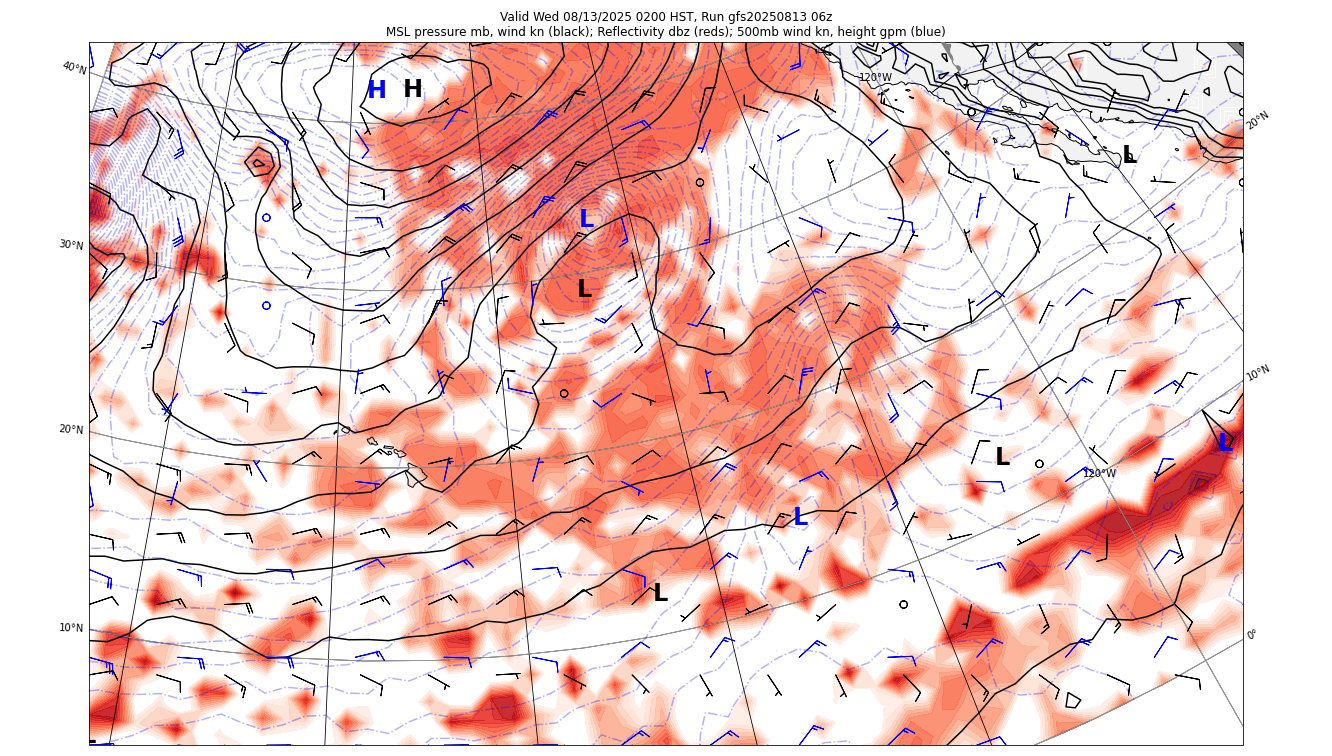 Valid Wed 08/13/2025 0200 HST, Run gfs20250813 06z
MSL pressure mb, wind kn (black); Reflectivity dbz (reds); 500mb wind kn, height gpm (blue)
40°N
H H
120°W
20°N
L
30°N
L
L
10°N
20°N
L
L
120°W
L
L
10°N
0°